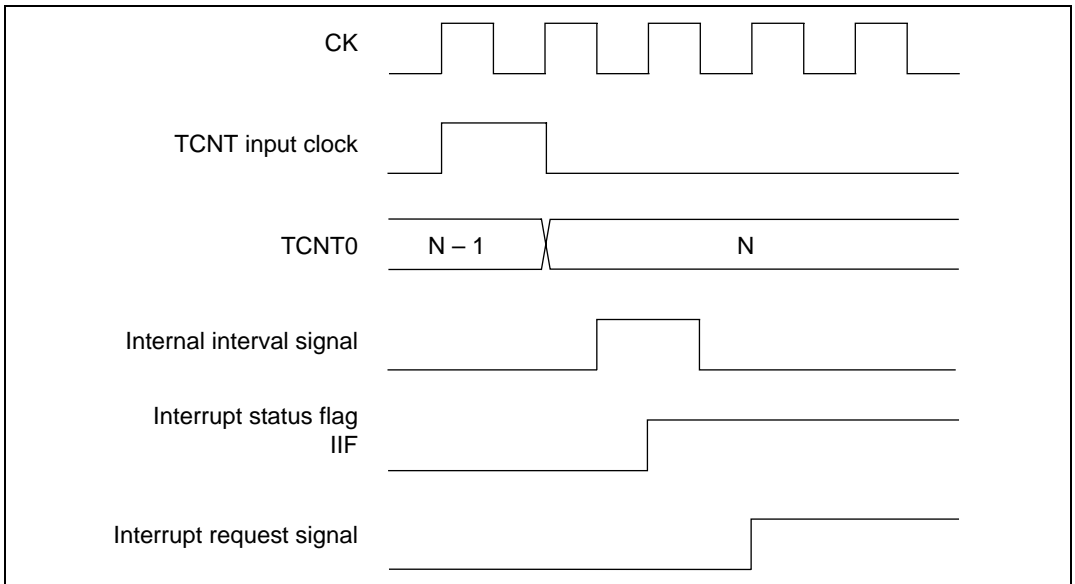 CK
TCNT input clock
TCNT0
N – 1
N
Internal interval signal
Interrupt status flag
IIF
Interrupt request signal